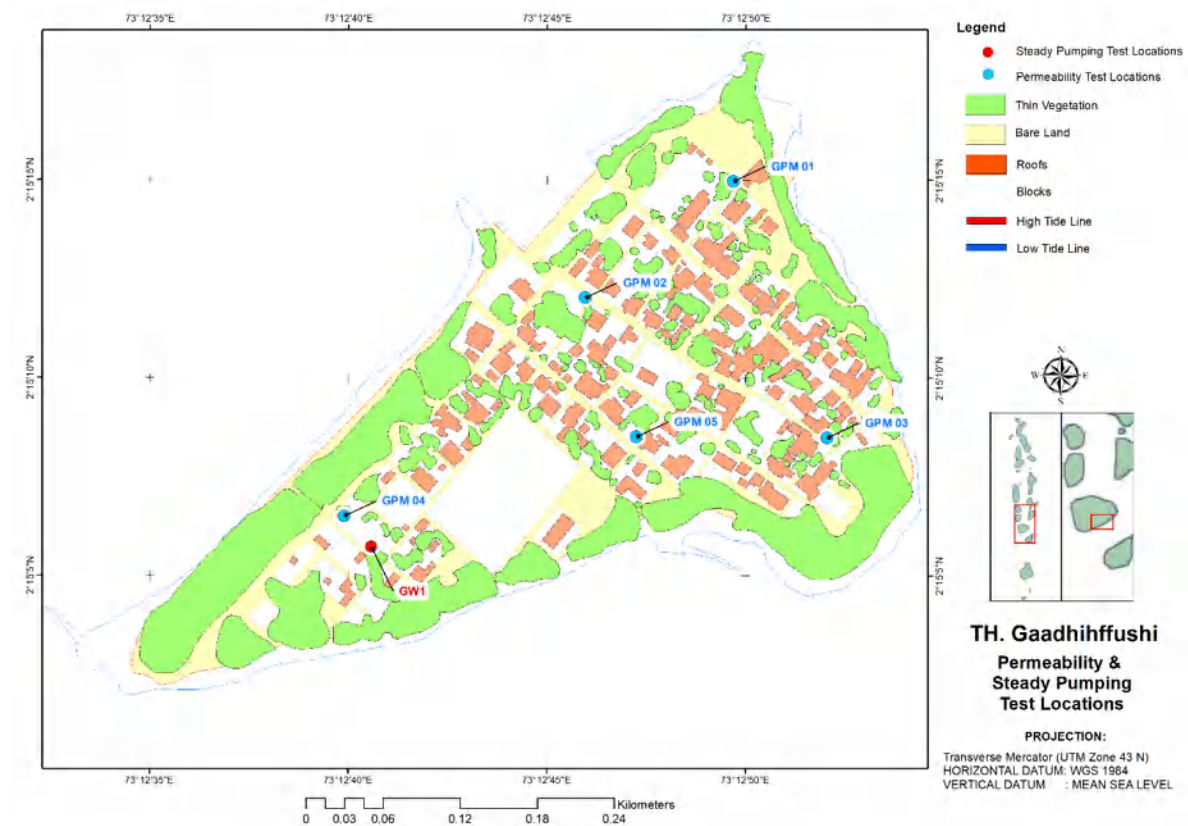 73°12'35"E 73°12'40"E 73°12'45"E 73°12'50"E
Legend
Steady Pumping Test Locations
Permeability Test Locations
Thin Vegetation
Bare Land
Roofs
Blocks
High Tide Line
Low Tide Line
2°15'15"N
2°15'15"N
GPM 01
GPM 02
2°15'10"N
2°15'10"N
GPM 05
GPM 03
GPM 04
GW1
2°15'5"N
2°15'5"N
N
W E
S
TH. Gaadhihffushi
Permeability &
Steady Pumping
Test Locations
PROJECTION:
Transverse Mercator (UTM Zone 43 N)
HORIZONTAL DATUM: WGS 1984
VERTICAL DATUM : MEAN SEA LEVEL
73°12'35"E 73°12'40"E 73°12'45"E 73°12'50"E
Kilometers
0 0.03 0.06 0.12 0.18 0.24